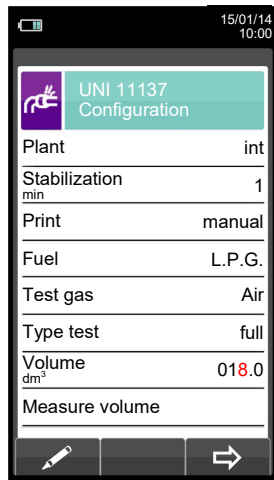 15/01/14
10:00
UNI 11137
Configuration
Plant int
Stabilization
min 1
Print manual
Fuel L.P.G.
Test gas Air
Type test full
Volume
dm³ 018.0
Measure volume